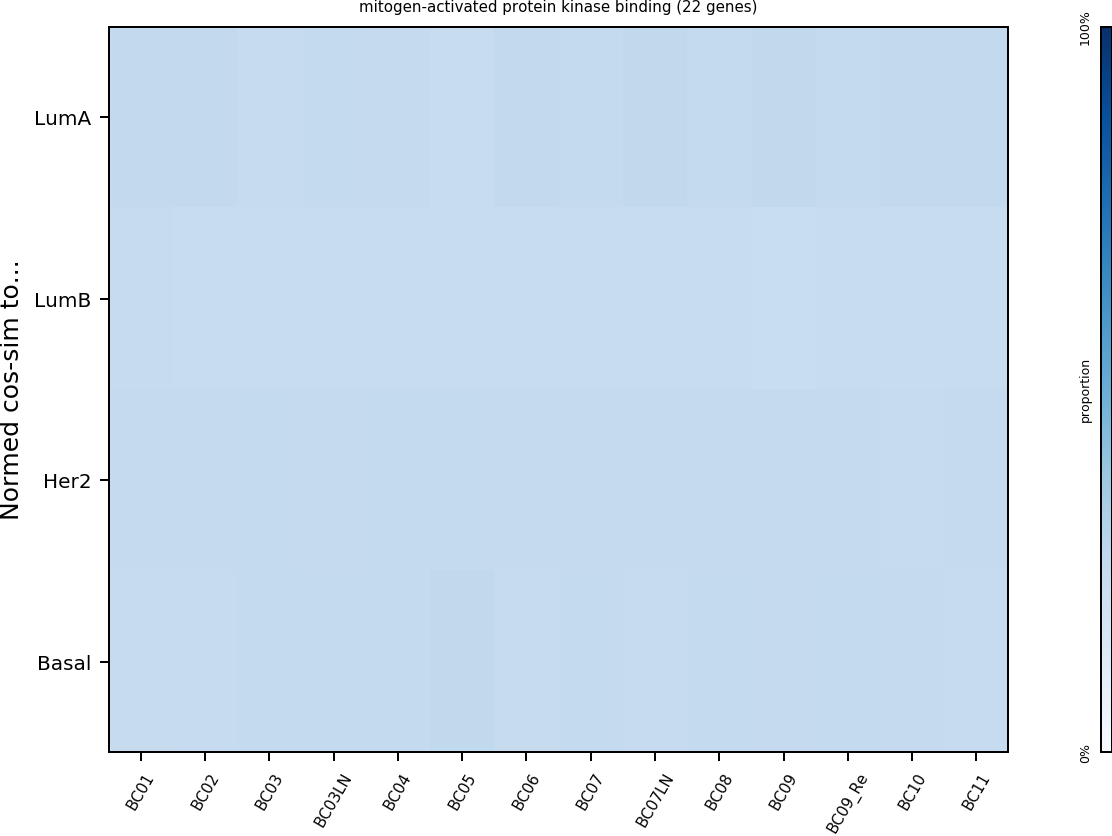 mitogen-activated protein kinase binding (22 genes)
Normed cos-sim to...
LumA
LumB
Her2
Basal
BC01
BC02
BC03
BC03LN
BC04
BC05
BC06
BC07
BC07LN
BC08
BC09
BC09_Re
BC10
BC11
100%
proportion
0%